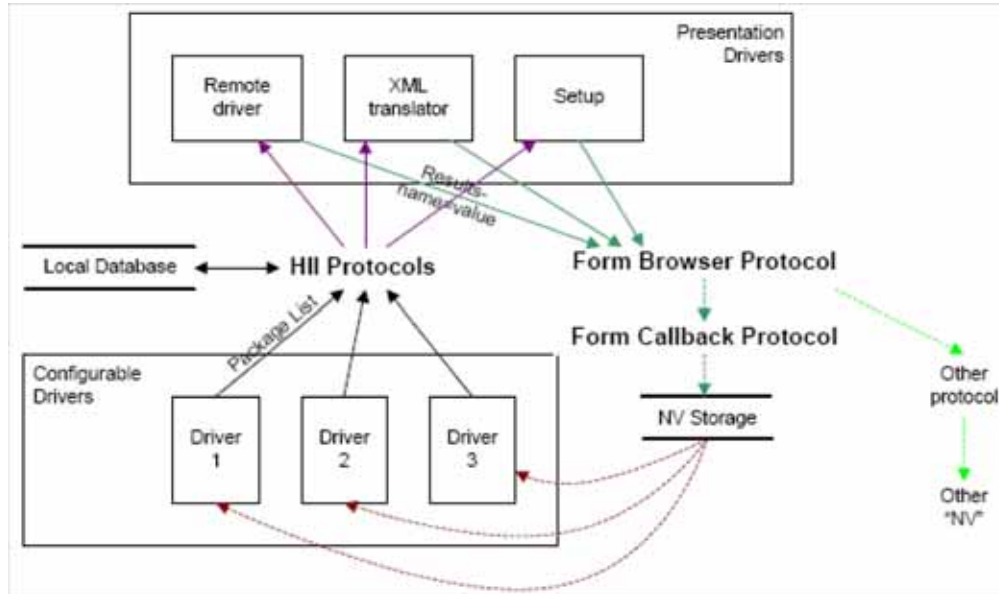 Presentation
Drivers
Remote
driver
XML
translator
Setup
Results-
name=value
Local Database
HII Protocols
Form Browser Protocol
Package List
Form Callback Protocol
Configurable
Drivers
Driver
1
Driver
2
Driver
3
NV Storage
Other
protocol
Other
“NV”